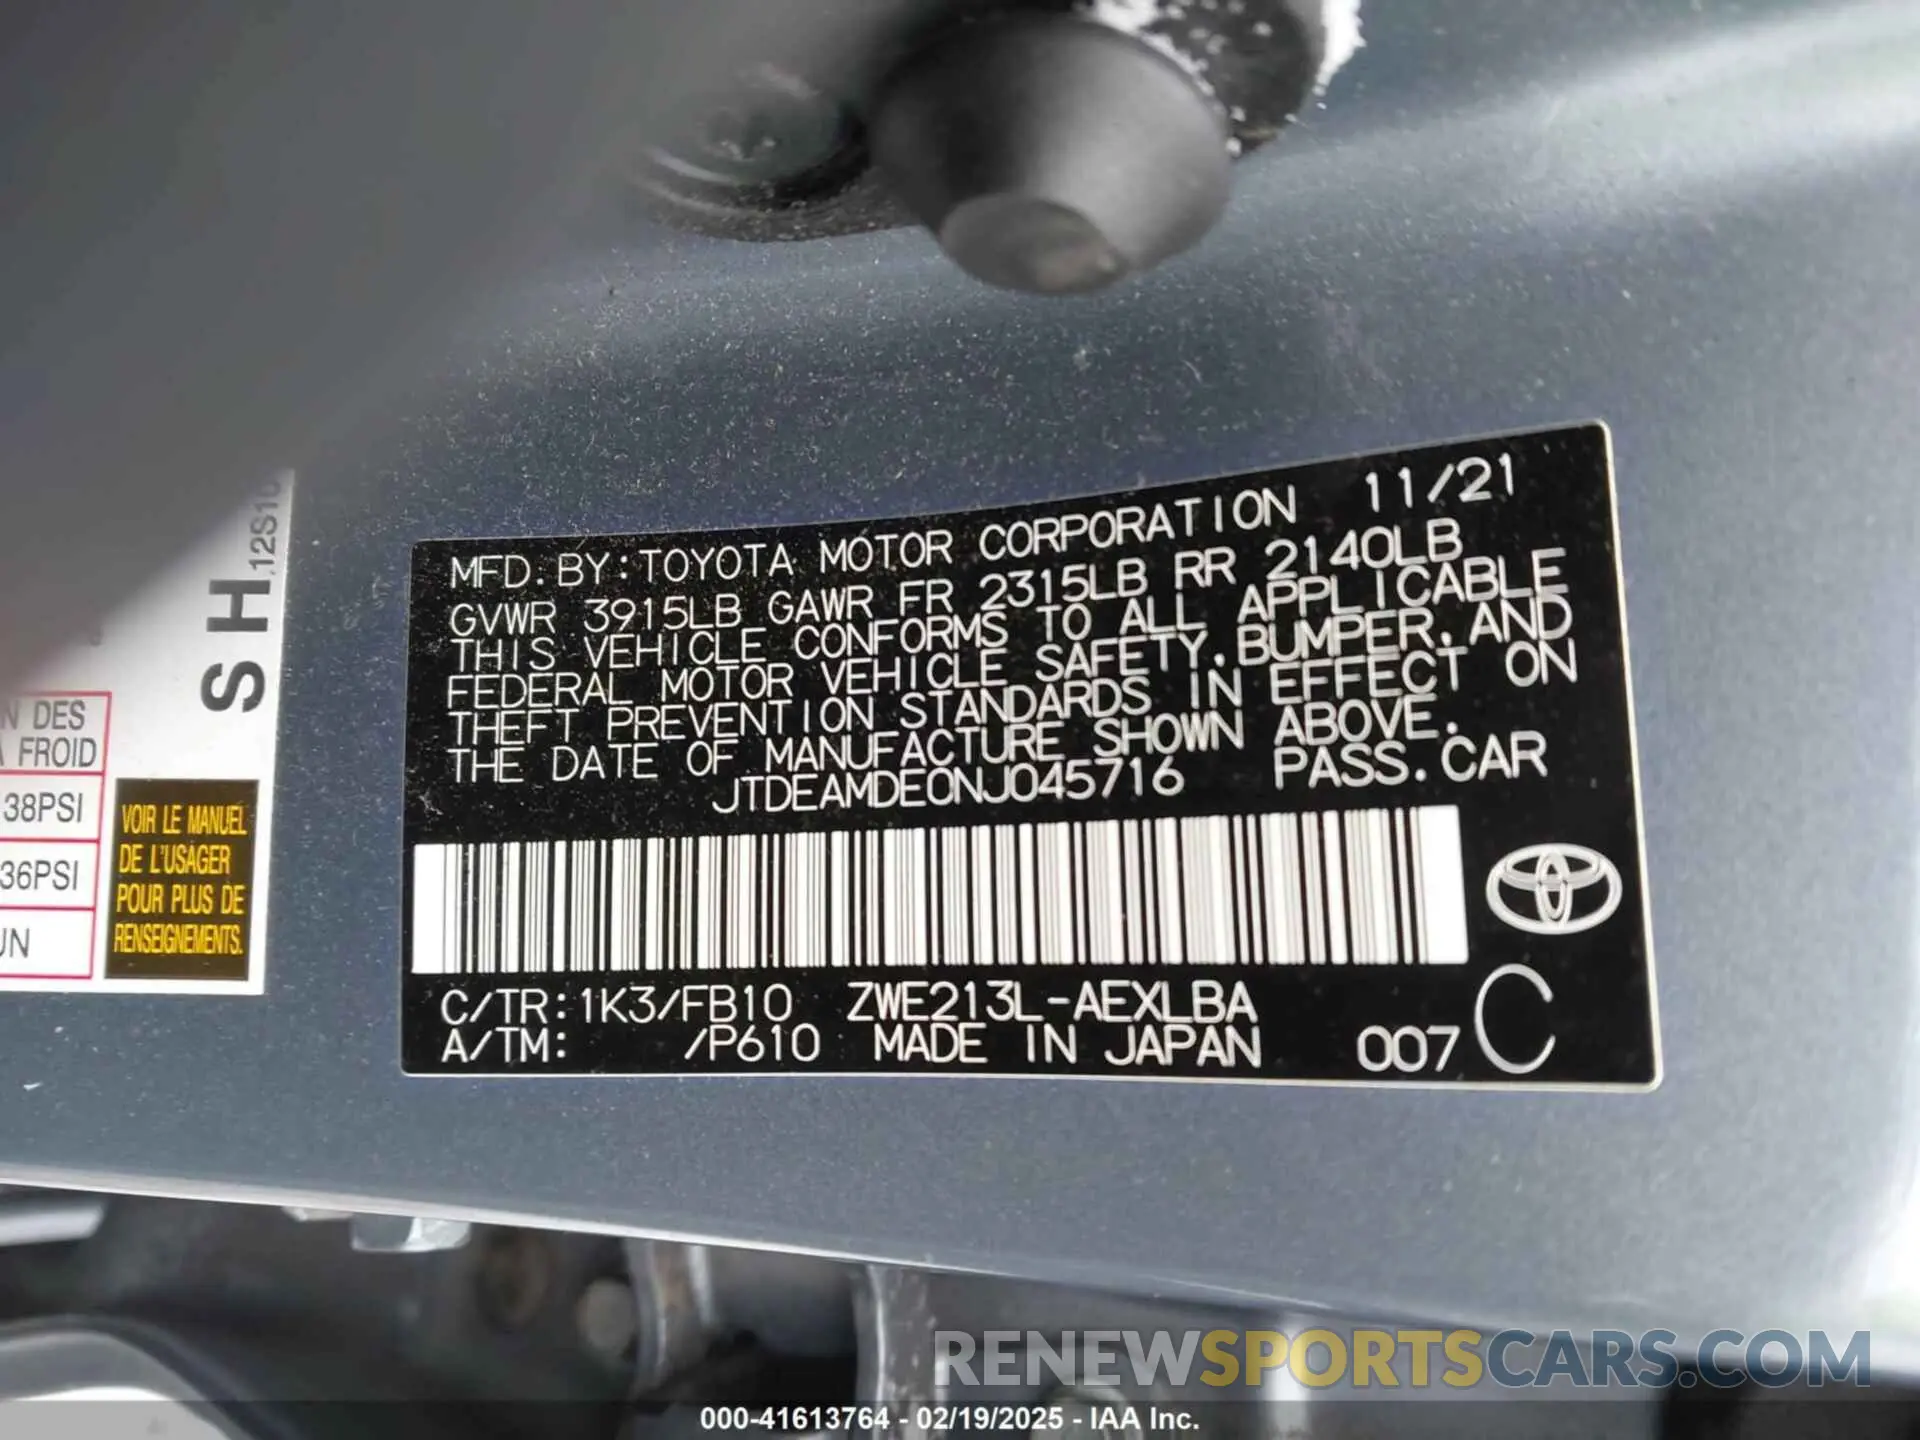 MFD. BY: TOYOTA MOTOR CORPORATION 11/21
GVWR 3915LB GAWR FR 2315LB RR 2140LB
THIS VEHICLE CONFORMS TO ALL APPLICABLE
FEDERAL MOTOR VEHICLE SAFETY, BUMPER, AND
THEFT PREVENTION STANDARDS IN EFFECT ON
THE DATE OF MANUFACTURE SHOWN ABOVE.
JTDEAMDE0NJ045716 PASS. CAR
C/TR: 1K3/FB10 ZWE213L-AEXLBA
A/TM: /P610 MADE IN JAPAN 007 C
SH
N DES
FROID
38PSI
36PSI
UN
VOIR LE MANUEL
DE L'USAGER
POUR PLUS DE
RENSEIGNEMENTS.
RENEWSPORTSCARS.COM
000-41613764 - 02/19/2025 - IAA Inc.